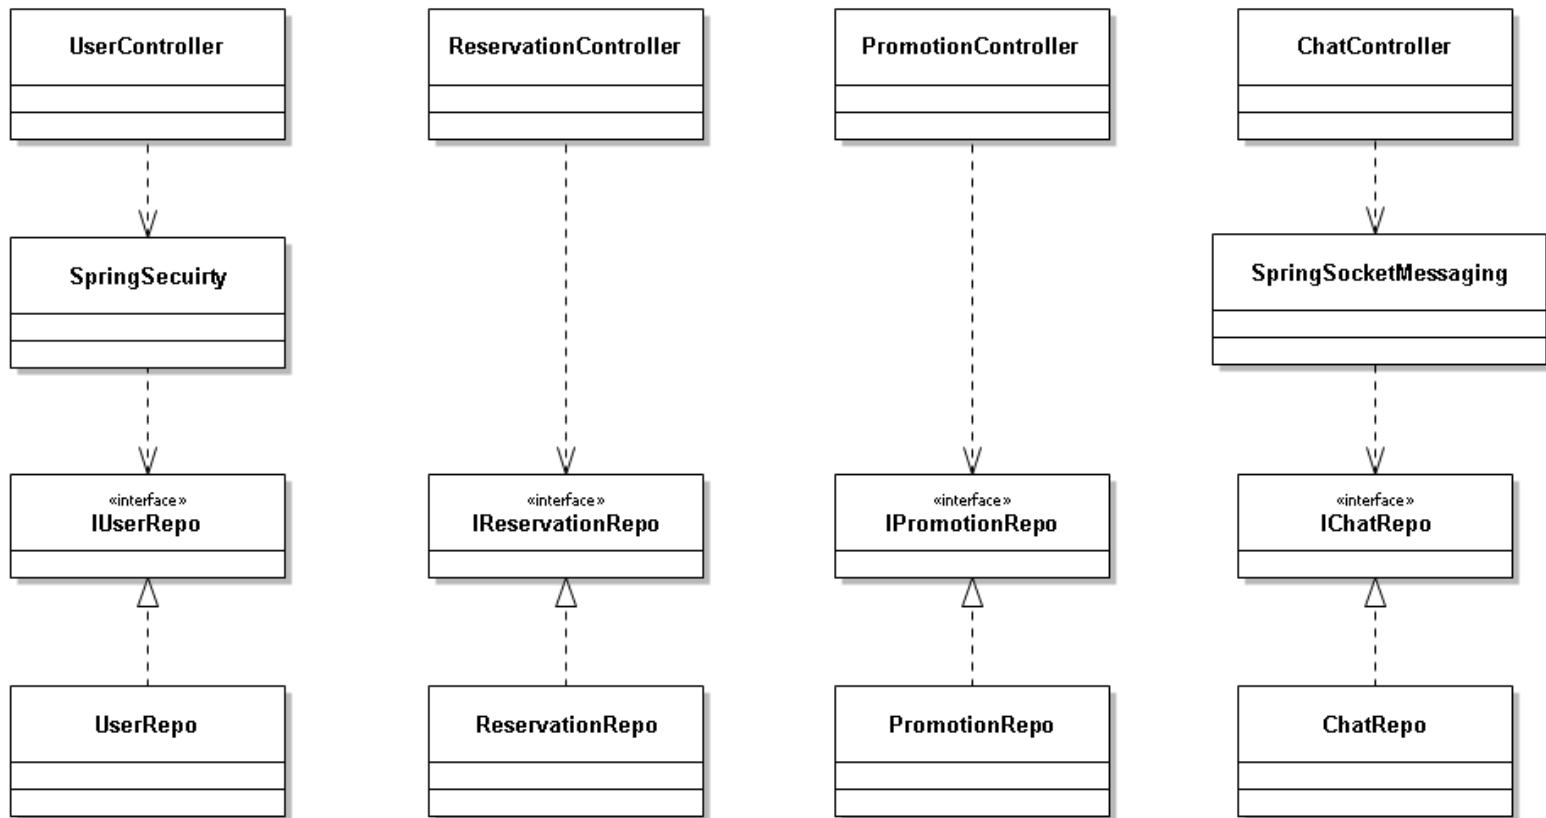 UserController
ReservationController
PromotionController
ChatController
SpringSecuirty
SpringSocketMessaging
«interface»
IUserRepo
«interface»
IReservationRepo
«interface»
IPromotionRepo
«interface»
IChatRepo
UserRepo
ReservationRepo
PromotionRepo
ChatRepo